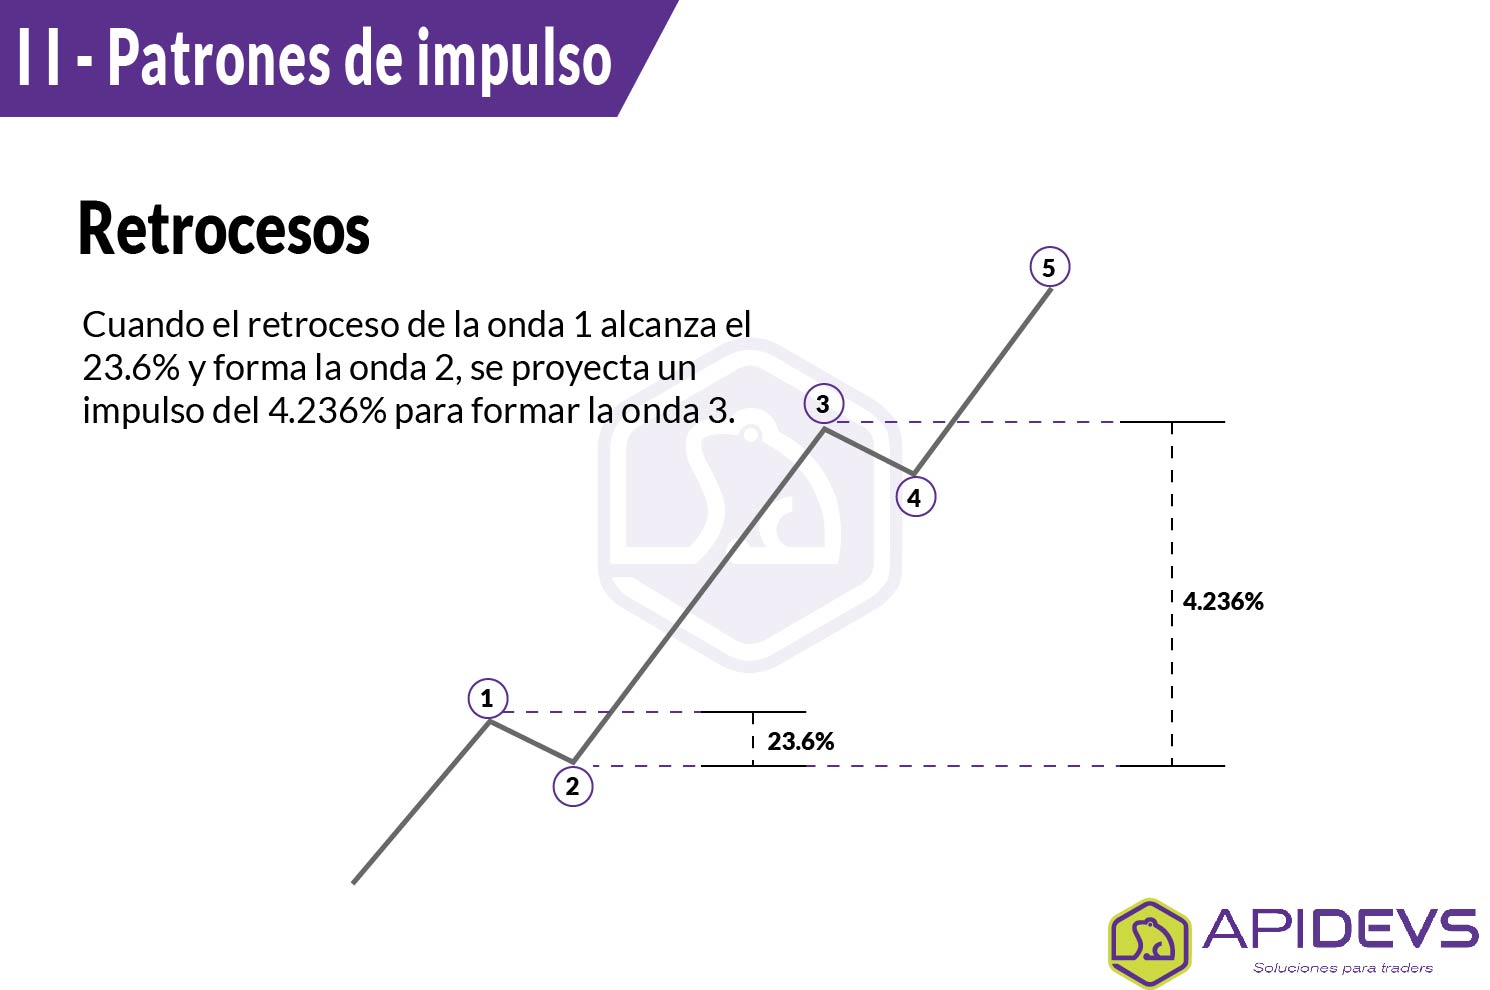 I I - Patrones de impulso
Retrocesos
Cuando el retroceso de la onda 1 alcanza el
23.6% y forma la onda 2, se proyecta un
impulso del 4.236% para formar la onda 3.
5
3
4
4.236%
1
23.6%
2
APIDEVS
Soluciones para traders